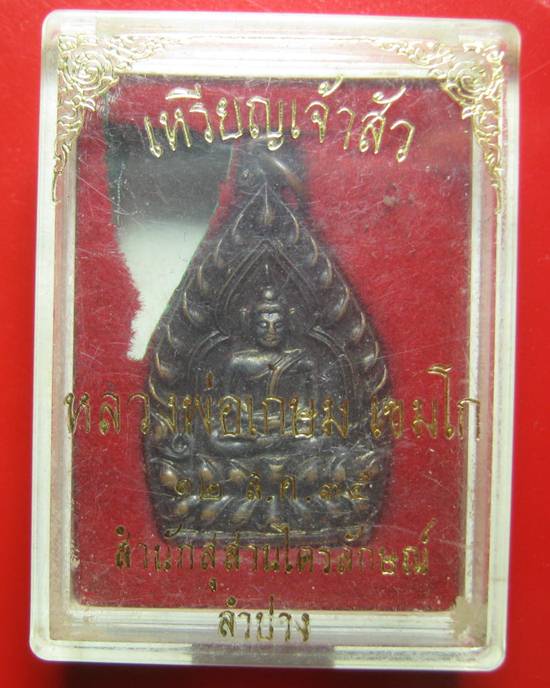 เหรียญเจ้าสัว
หลวงพ่อเกษม เขมโก
๑๒ ส.ค.๓๕
สำนักสุสานไตรลักษณ์
ลำปาง